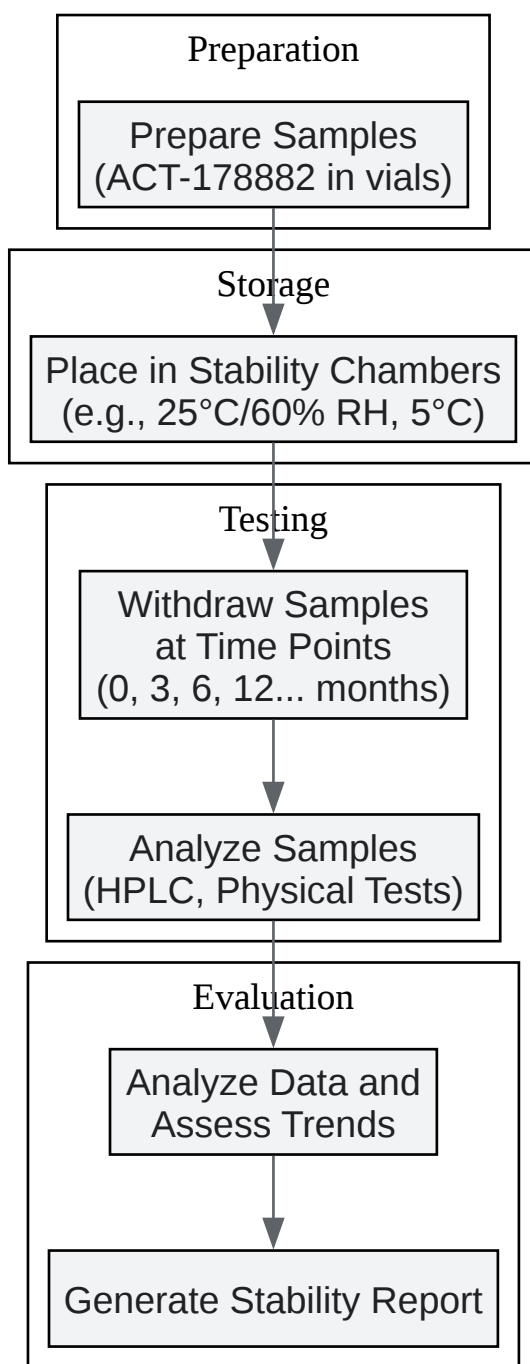 Preparation
Prepare Samples
(ACT-178882 in vials)
Storage
Place in Stability Chambers
(e.g., 25°C/60% RH, 5°C)
Testing
Withdraw Samples
at Time Points
(0, 3, 6, 12... months)
Analyze Samples
(HPLC, Physical Tests)
Evaluation
Analyze Data and
Assess Trends
Generate Stability Report